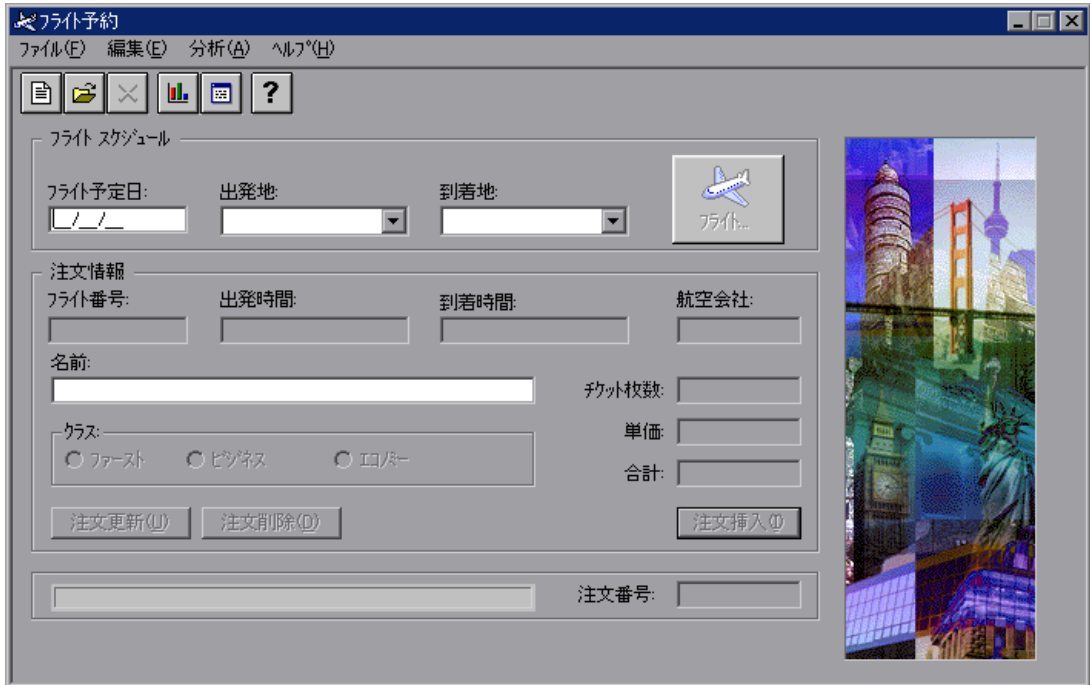 フライト予約
ファイル(F) 編集(E) 分析(A) ヘルプ(H)
?
フライト スケジュール
フライト予定日: 出発地: 到着地:
__/__/__
フライト...
注文情報
フライト番号: 出発時間: 到着時間: 航空会社:
名前:
チケット枚数:
クラス: 単価:
ファースト ビジネス エコノミー
合計:
注文更新(U) 注文削除(D) 注文挿入(I)
注文番号: